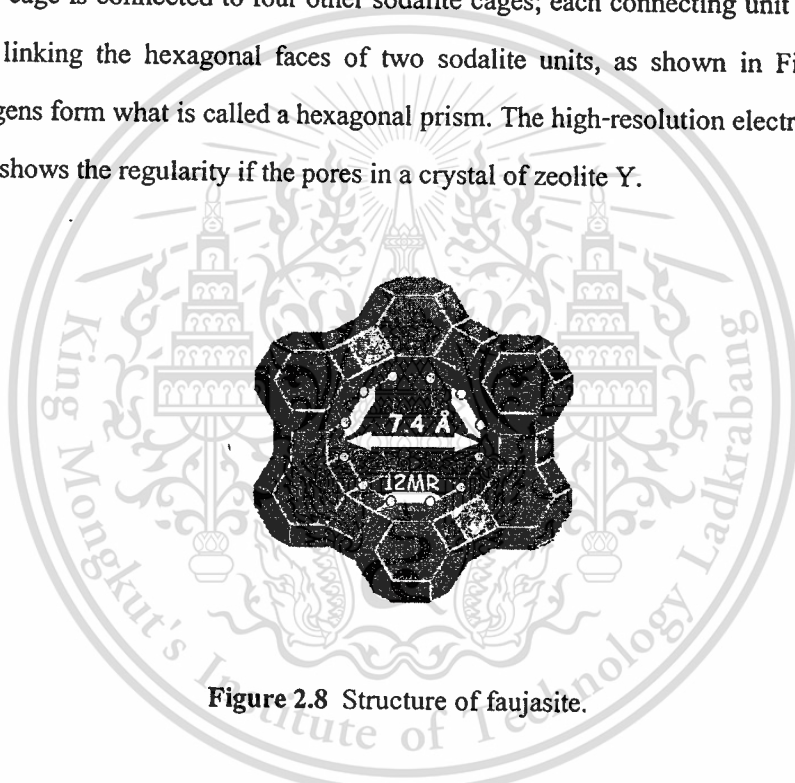 cage is connected to four other sodalite cages; each connecting unit
linking the hexagonal faces of two sodalite units, as shown in Fi
gens form what is called a hexagonal prism. The high-resolution electr
shows the regularity if the pores in a crystal of zeolite Y.
7.4 Å
12MR
Figure 2.8 Structure of faujasite.
King Mongkut's Institute of Technology Ladkrabang